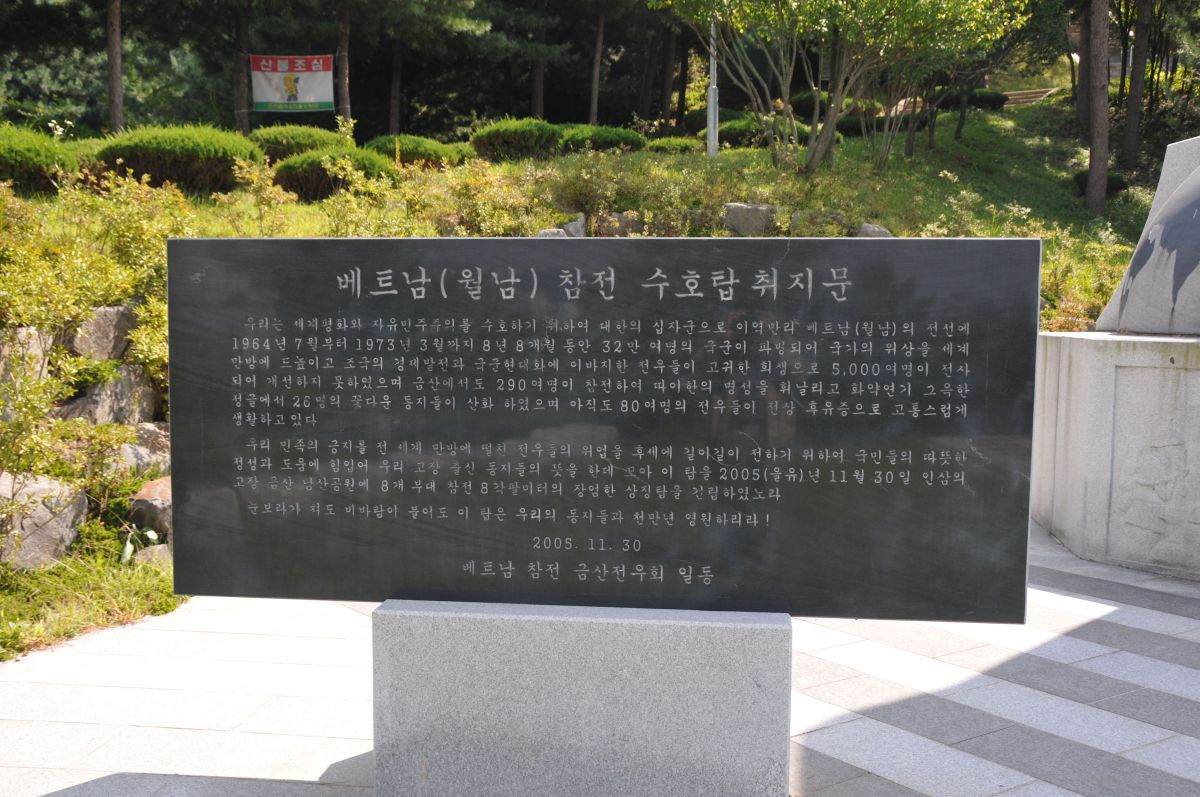 산불조심
베트남(월남) 참전 수호탑 취지문
우리는 세계평화와 자유민주주의를 수호하기 위하여 대한의 십자군으로 이역만리 베트남(월남)의 전선에
1964년 7월부터 1973년 3월까지 8년 8개월 동안 32만 여명의 국군이 파병되어 국가의 위상을 세계
만방에 드높이고 조국의 경제발전과 국군현대화에 이바지한 전우들이 고귀한 희생으로 5,000여명이 전사
되어 개선하지 못하였으며 금산에서도 290여명이 참전하여 따이한의 명성을 휘날리고 화약연기 그윽한
정글에서 26명의 꽃다운 동지들이 산화 하였으며 아직도 80여명의 전우들이 전상 후유증으로 고통스럽게
생활하고 있다
우리 민족의 긍지를 전 세계 만방에 떨친 전우들의 위업을 후세에 길이길이 전하기 위하여 국민들의 따뜻한
정성과 도움에 힘입어 우리 고장 출신 동지들의 뜻을 한데 모아 이 탑을 2005(을유)년 11월 30일 인삼의
고장 금산 남산공원에 8개 부대 참전 8각팔미터의 장엄한 상징탑을 건립하였노라
눈보라가 쳐도 비바람이 불어도 이 탑은 우리의 동지들과 천만년 영원하리라!
2005. 11. 30
베트남 참전 금산전우회 일동